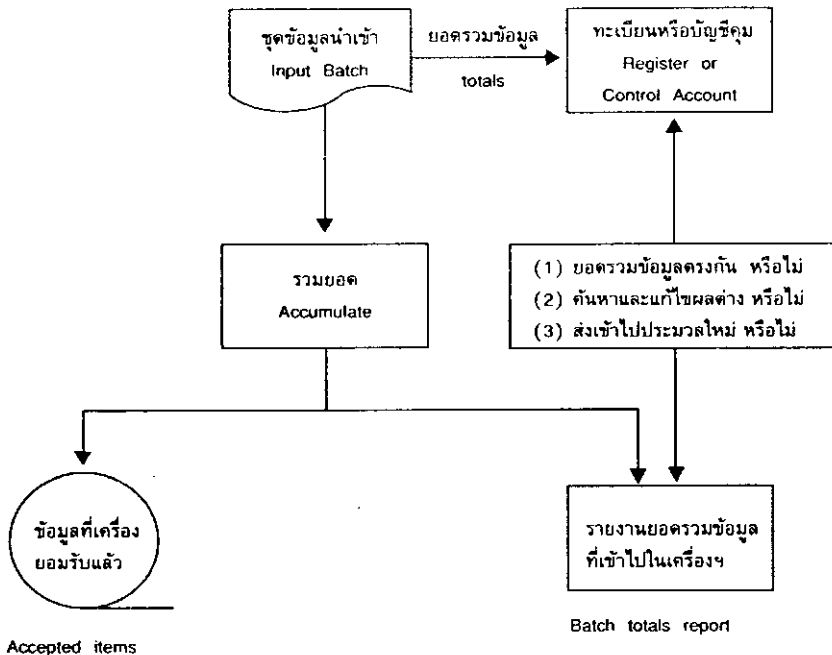 ชุดข้อมูลนำเข้า
Input Batch
ยอดรวมข้อมูล
totals
ทะเบียนหรือบัญชีคุม
Register or
Control Account
รวมยอด
Accumulate
(1) ยอดรวมข้อมูลตรงกัน หรือไม่
(2) ค้นหาและแก้ไขผลต่าง หรือไม่
(3) ส่งเข้าไปประมวลใหม่ หรือไม่
ข้อมูลที่เครื่อง
ยอมรับแล้ว
Accepted items
รายงานยอดรวมข้อมูล
ที่เข้าไปในเครื่องฯ
Batch totals report